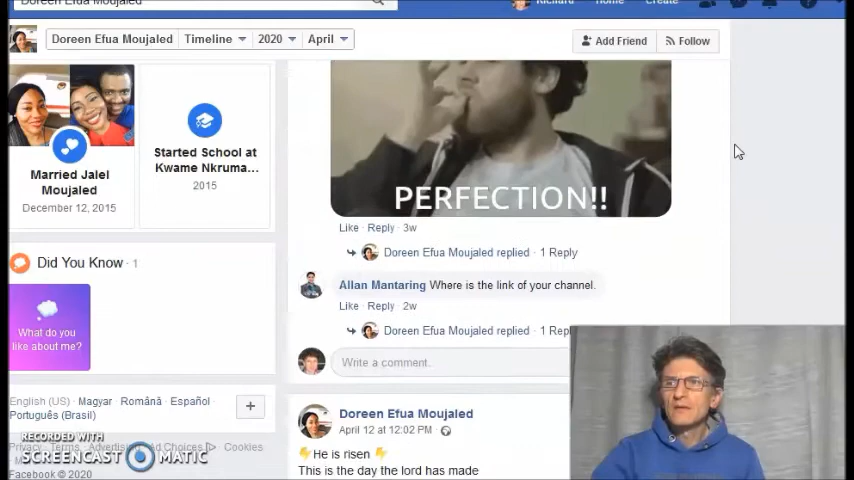 Doreen Efua Moujaled
Richard Home Create
Doreen Efua Moujaled Timeline 2020 April
Add Friend Follow
Married Jalel
Moujaled
December 12, 2015
Started School at
Kwame Nkruma...
2015
Did You Know · 1
What do you
like about me?
English (US) · Magyar · Română · Español ·
Português (Brasil)
Privacy · Terms · Advertising · Ad Choices · Cookies
Facebook © 2020
RECORDED WITH
SCREENCAST MATIC
PERFECTION!!
Like · Reply · 3w
Doreen Efua Moujaled replied · 1 Reply
Allan Mantaring Where is the link of your channel.
Like · Reply · 2w
Doreen Efua Moujaled replied · 1 Rep
Write a comment.
Doreen Efua Moujaled
April 12 at 12:02 PM ·
He is risen
This is the day the lord has made